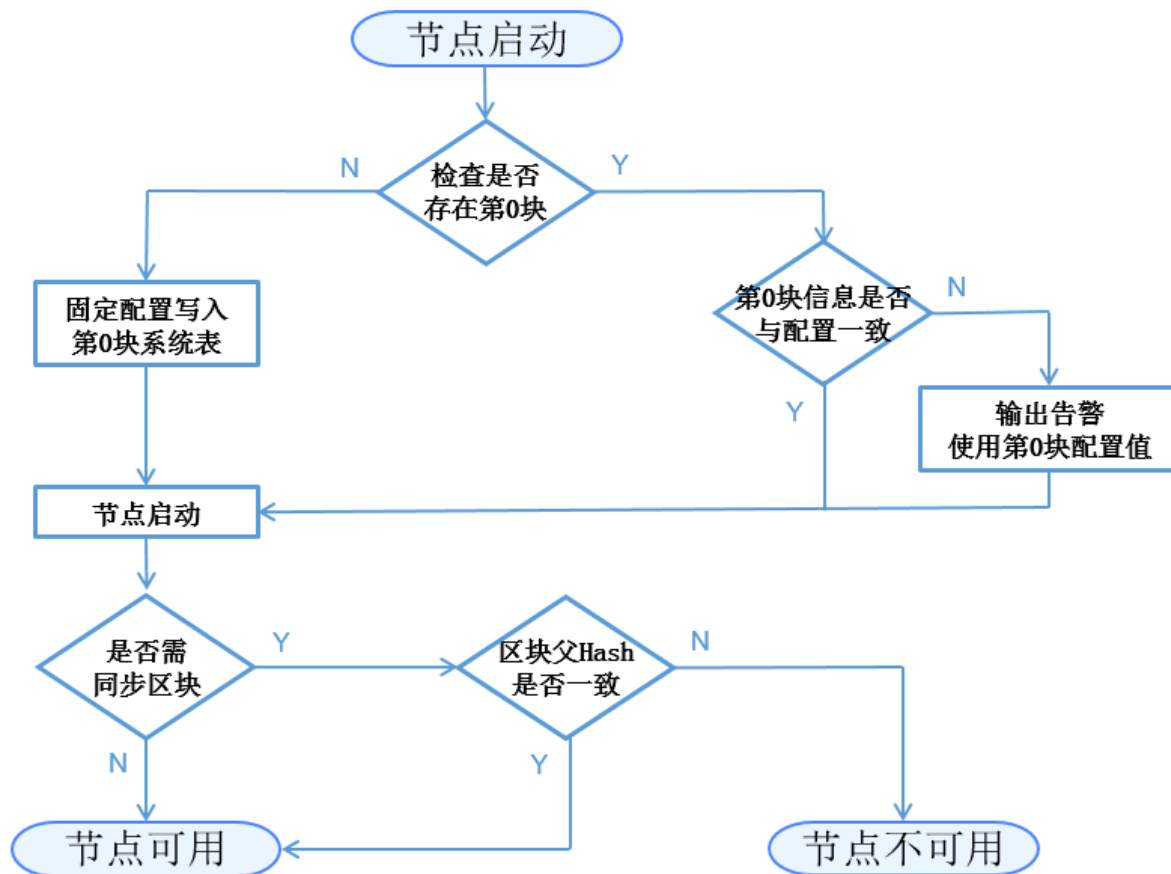 节点启动
检查是否
存在第0块
N
Y
固定配置写入
第0块系统表
第0块信息是否
与配置一致
N
Y
输出告警
使用第0块配置值
节点启动
是否需
同步区块
Y
N
区块父Hash
是否一致
N
Y
节点可用
节点不可用